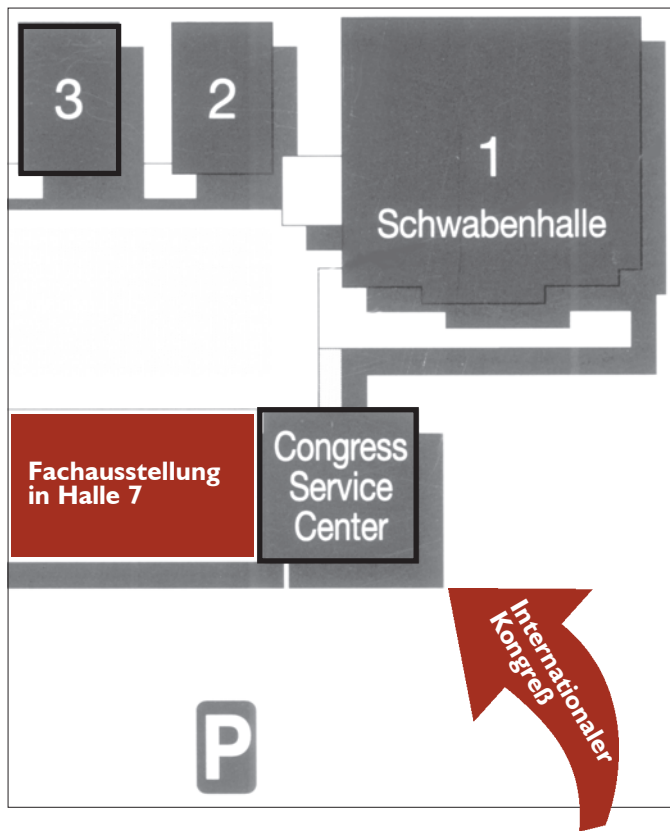 3
2
1
Schwabenhalle
Fachausstellung
in Halle 7
Congress
Service
Center
Internationaler
Kongreß
P